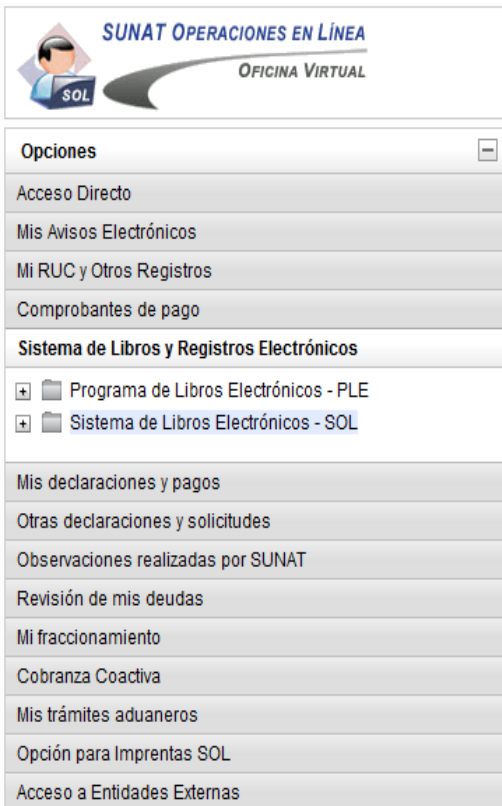 SUNAT OPERACIONES EN LÍNEA
OFICINA VIRTUAL
SOL
Opciones
Acceso Directo
Mis Avisos Electrónicos
Mi RUC y Otros Registros
Comprobantes de pago
Sistema de Libros y Registros Electrónicos
Programa de Libros Electrónicos - PLE
Sistema de Libros Electrónicos - SOL
Mis declaraciones y pagos
Otras declaraciones y solicitudes
Observaciones realizadas por SUNAT
Revisión de mis deudas
Mi fraccionamiento
Cobranza Coactiva
Mis trámites aduaneros
Opción para Imprentas SOL
Acceso a Entidades Externas